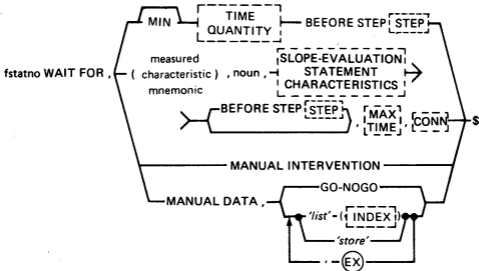 MIN TIME QUANTITY BEFORE STEP STEP
fstatno WAIT FOR , ( measured characteristic mnemonic ) , noun , SLOPE-EVALUATION STATEMENT CHARACTERISTICS
BEFORE STEP STEP , MAX TIME , CONN $
MANUAL INTERVENTION
MANUAL DATA , GO-NOGO
'list' - ( INDEX )
'store'
, EX